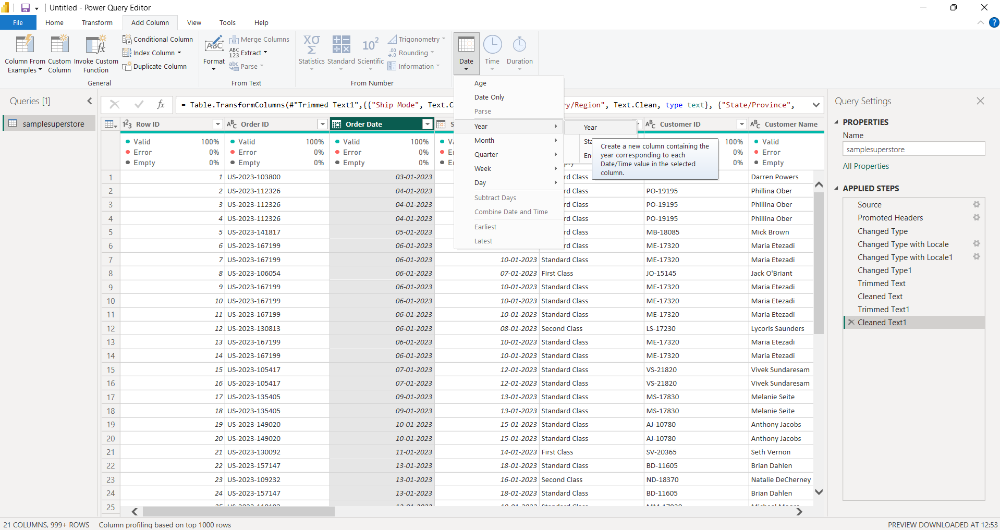 Untitled - Power Query Editor
File Home Transform Add Column View Tools Help
Column From Examples
Custom Column
Invoke Custom Function
Conditional Column
Index Column
Duplicate Column
General
ABC
Format
Merge Columns
ABC 123 Extract
abc Parse
From Text
XΣ Statistics
Standard
10² Scientific
Trigonometry
.00 Rounding
Information
From Number
Date
Time
Duration
Age
Date Only
Parse
Year
Month
Quarter
Week
Day
Subtract Days
Combine Date and Time
Earliest
Latest
Year
Create a new column containing the
year corresponding to each
Date/Time value in the selected
column.
Queries [1]
samplesuperstore
fx = Table.TransformColumns(#"Trimmed Text1",{{"Ship Mode", Text.C ry/Region", Text.Clean, type text}, {"State/Province",
Row ID Order ID Order Date Customer ID Customer Name
Valid 100% Valid 100% Valid 100% 100% Valid
Error 0% Error 0% Error 0% 0% Error
Empty 0% Empty 0% Empty 0% 0% Empty
1 1 US-2023-103800 03-01-2023 rd Class Darren Powers
2 2 US-2023-112326 04-01-2023 rd Class PO-19195 Phillina Ober
3 3 US-2023-112326 04-01-2023 rd Class PO-19195 Phillina Ober
4 4 US-2023-112326 04-01-2023 rd Class PO-19195 Phillina Ober
5 5 US-2023-141817 05-01-2023 rd Class MB-18085 Mick Brown
6 6 US-2023-167199 06-01-2023 rd Class ME-17320 Maria Etezadi
7 7 US-2023-167199 06-01-2023 10-01-2023 Standard Class ME-17320 Maria Etezadi
8 8 US-2023-106054 06-01-2023 07-01-2023 First Class JO-15145 Jack O'Briant
9 9 US-2023-167199 06-01-2023 10-01-2023 Standard Class ME-17320 Maria Etezadi
10 10 US-2023-167199 06-01-2023 10-01-2023 Standard Class ME-17320 Maria Etezadi
11 11 US-2023-167199 06-01-2023 10-01-2023 Standard Class ME-17320 Maria Etezadi
12 12 US-2023-130813 06-01-2023 08-01-2023 Second Class LS-17230 Lycoris Saunders
13 13 US-2023-167199 06-01-2023 10-01-2023 Standard Class ME-17320 Maria Etezadi
14 14 US-2023-167199 06-01-2023 10-01-2023 Standard Class ME-17320 Maria Etezadi
15 15 US-2023-105417 07-01-2023 12-01-2023 Standard Class VS-21820 Vivek Sundaresam
16 16 US-2023-105417 07-01-2023 12-01-2023 Standard Class VS-21820 Vivek Sundaresam
17 17 US-2023-135405 09-01-2023 13-01-2023 Standard Class MS-17830 Melanie Seite
18 18 US-2023-135405 09-01-2023 13-01-2023 Standard Class MS-17830 Melanie Seite
19 19 US-2023-149020 10-01-2023 15-01-2023 Standard Class AJ-10780 Anthony Jacobs
20 20 US-2023-149020 10-01-2023 15-01-2023 Standard Class AJ-10780 Anthony Jacobs
21 21 US-2023-130092 11-01-2023 14-01-2023 First Class SV-20365 Seth Vernon
22 22 US-2023-157147 13-01-2023 18-01-2023 Standard Class BD-11605 Brian Dahlen
23 23 US-2023-109232 13-01-2023 16-01-2023 Second Class ND-18370 Natalie DeCherney
24 24 US-2023-157147 13-01-2023 18-01-2023 Standard Class BD-11605 Brian Dahlen
25
Query Settings
PROPERTIES
Name
samplesuperstore
All Properties
APPLIED STEPS
Source
Promoted Headers
Changed Type
Changed Type with Locale
Changed Type with Locale1
Changed Type1
Trimmed Text
Cleaned Text
Trimmed Text1
Cleaned Text1
21 COLUMNS, 999+ ROWS Column profiling based on top 1000 rows PREVIEW DOWNLOADED AT 12:53